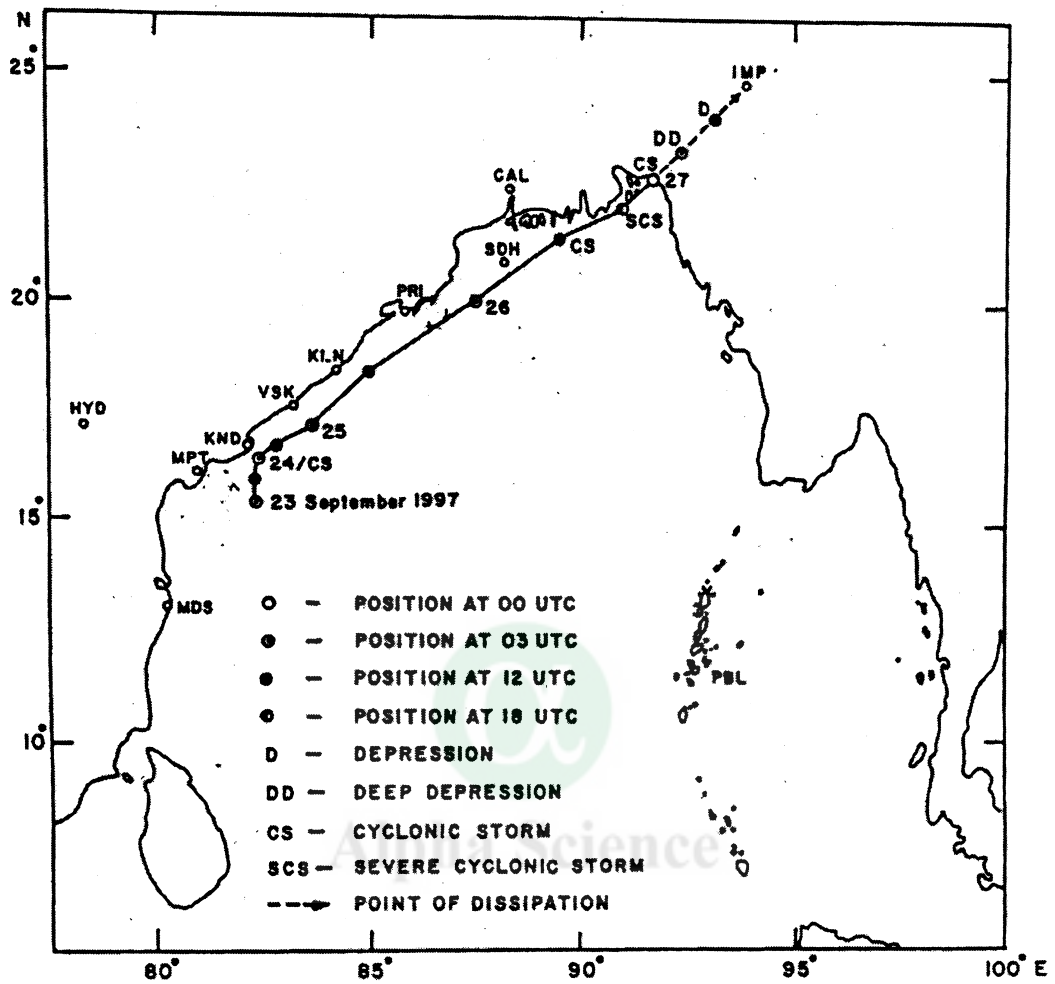 N
25°
20°
15°
10°
IMP
D
DD
CS
27
CAL
SCS
SDH
CS
PRI
26
KLN
VSK
HYD
25
KND
24/CS
MPT
23 September 1997
MDS
O – POSITION AT 00 UTC
– POSITION AT 03 UTC
– POSITION AT 12 UTC
– POSITION AT 18 UTC
D – DEPRESSION
DD – DEEP DEPRESSION
CS – CYCLONIC STORM
SCS – SEVERE CYCLONIC STORM
POINT OF DISSIPATION
PBL
α
Alpha Science
80° 85° 90° 95° 100° E